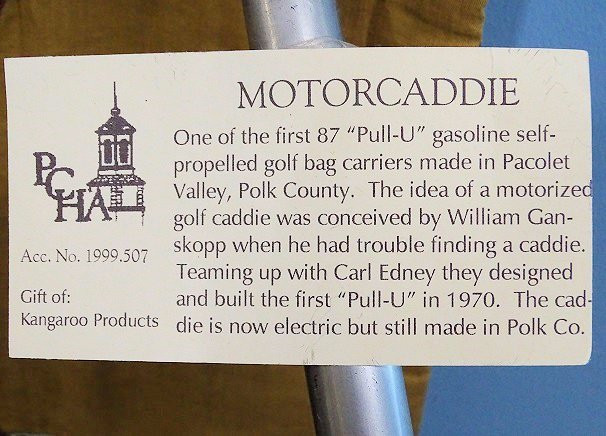 MOTORCADDIE
One of the first 87 “Pull-U” gasoline self-
propelled golf bag carriers made in Pacolet
Valley, Polk County. The idea of a motorized
golf caddie was conceived by William Gan-
skopp when he had trouble finding a caddie.
Teaming up with Carl Edney they designed
and built the first “Pull-U” in 1970. The cad-
die is now electric but still made in Polk Co.
PCHA
Acc. No. 1999.507
Gift of:
Kangaroo Products